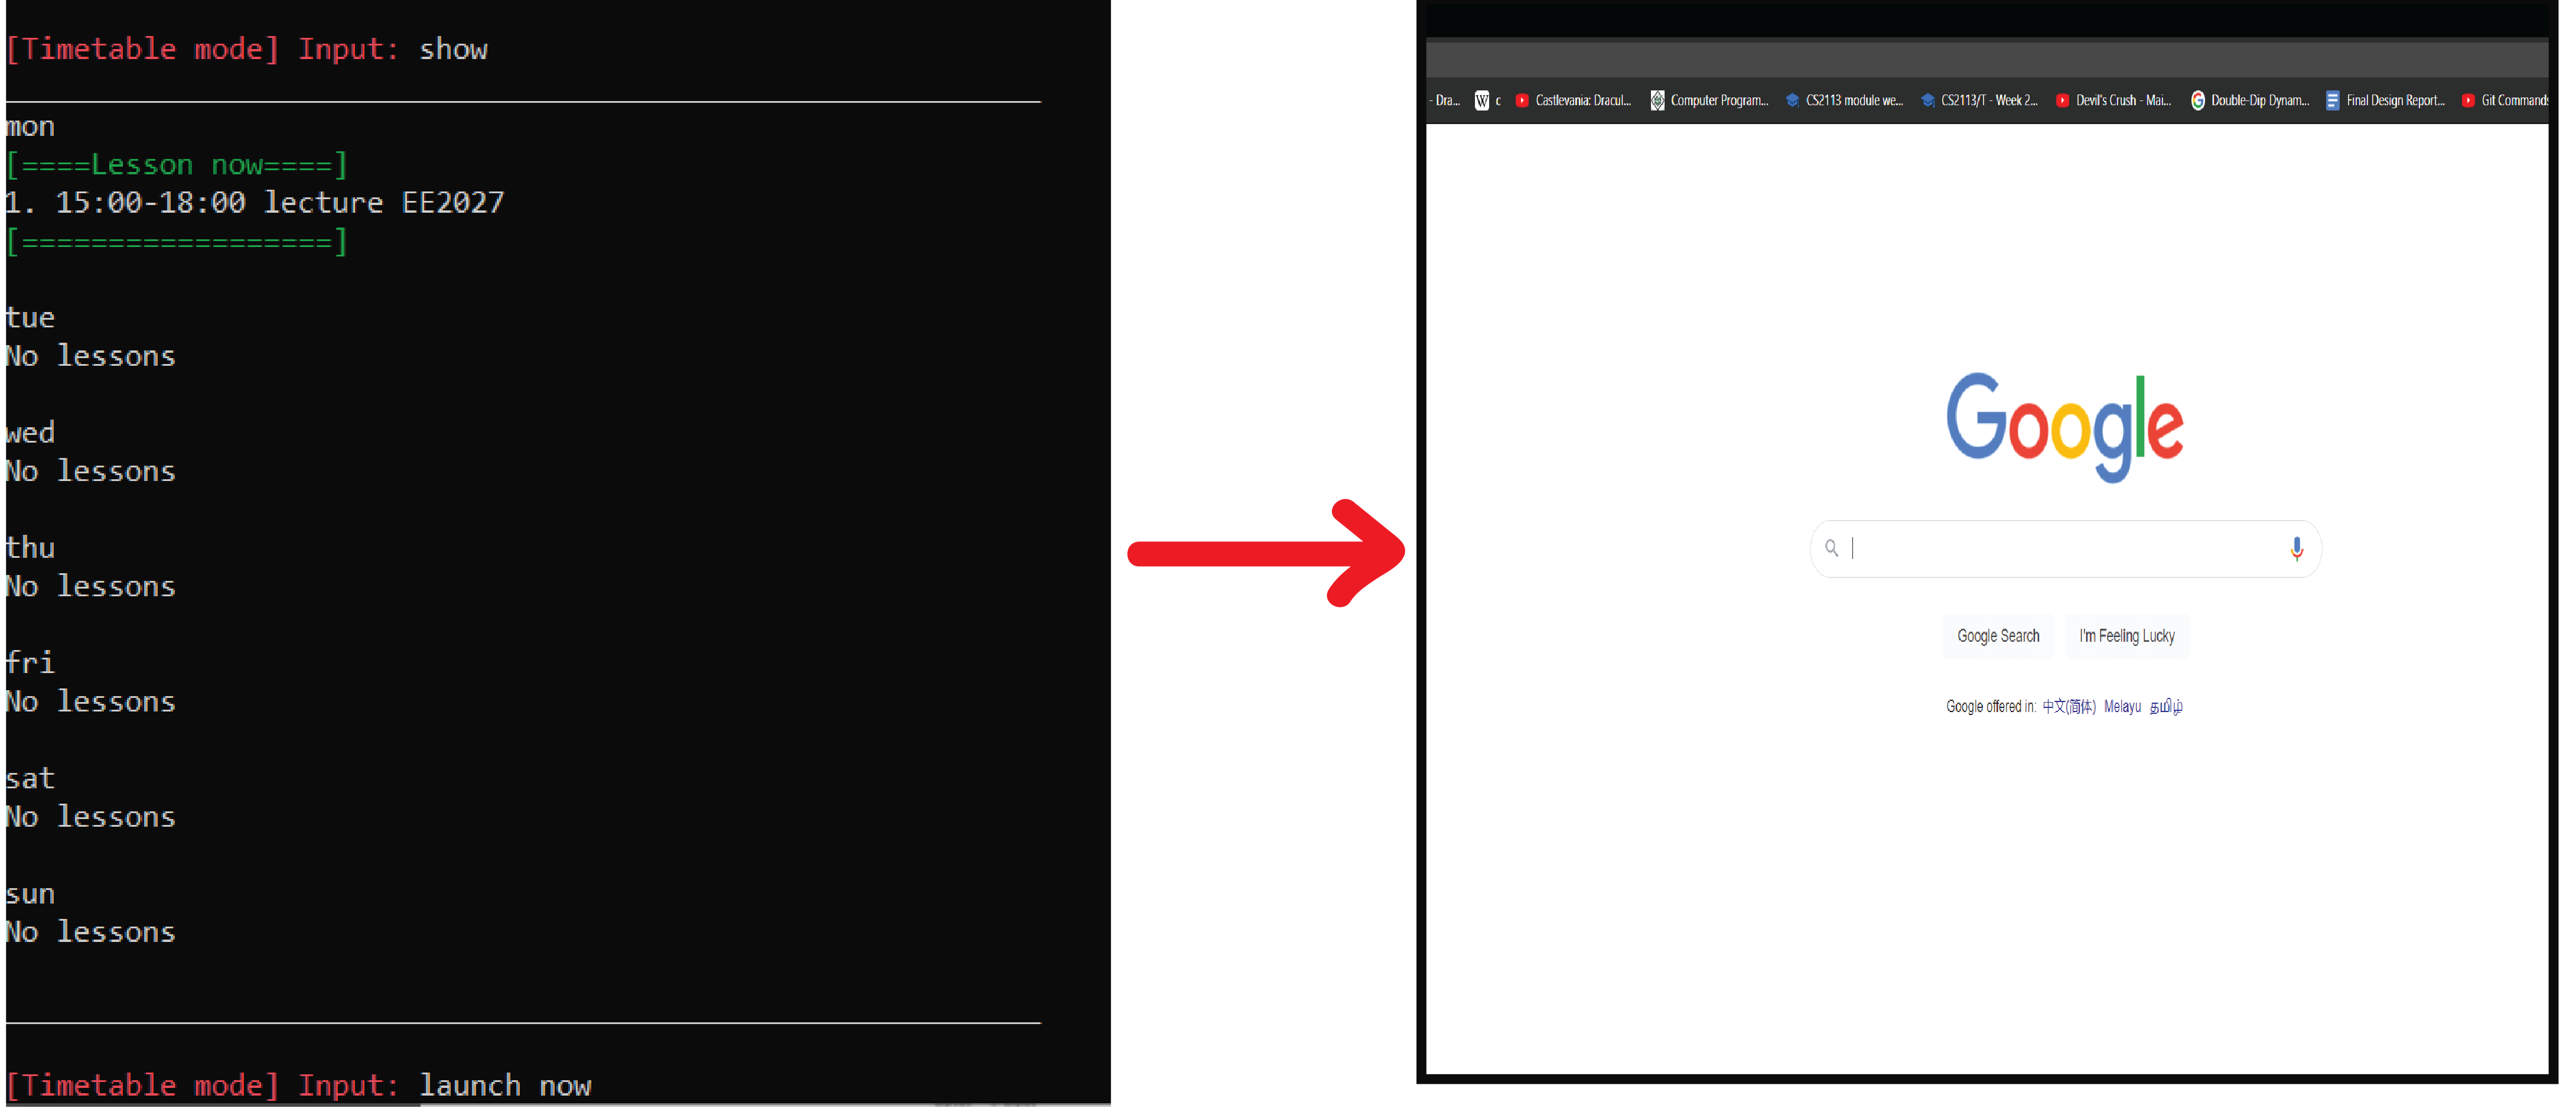 [Timetable mode] Input: show
mon
[====Lesson now====]
1. 15:00-18:00 lecture EE2027
[==================]
tue
No lessons
wed
No lessons
thu
No lessons
fri
No lessons
sat
No lessons
sun
No lessons
[Timetable mode] Input: launch now
- Dra... W c Castlevania: Dracul... Computer Program... CS2113 module we... CS2113/T - Week 2... Devil's Crush - Mai... G Double-Dip Dynam... Final Design Report... Git Commands
Google
Google Search I'm Feeling Lucky
Google offered in: 中文(简体) Melayu தமிழ்